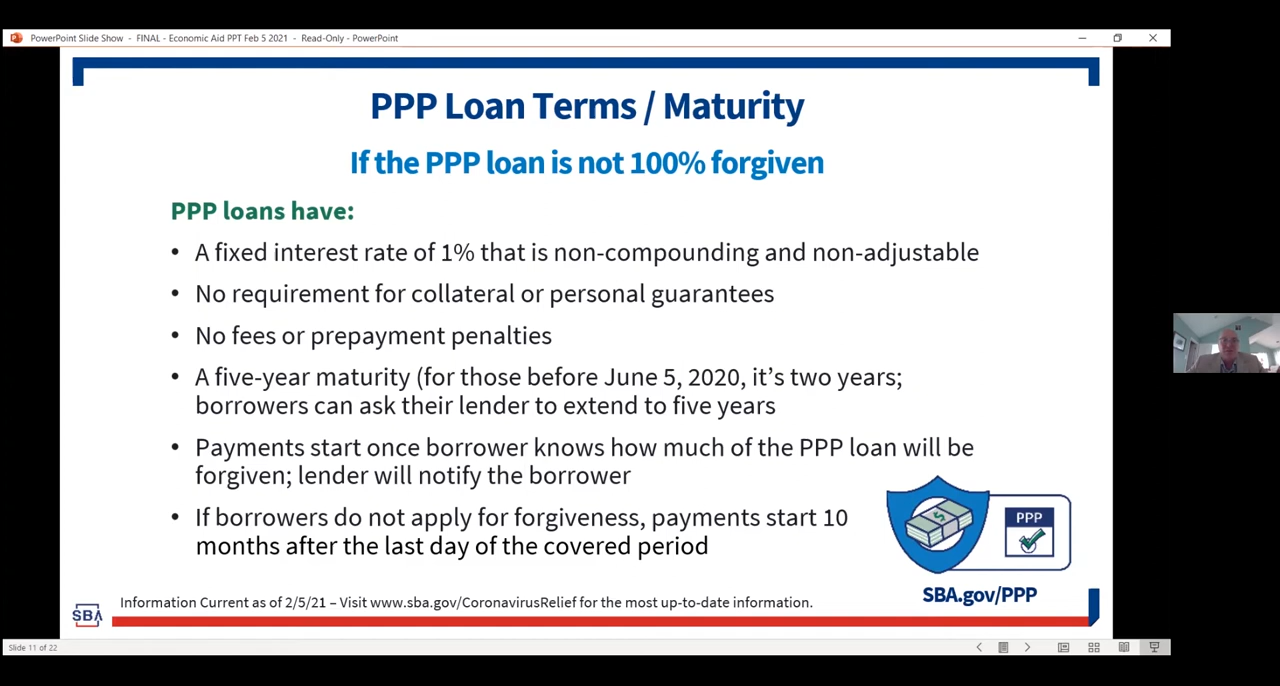 PowerPoint Slide Show - FINAL - Economic Aid PPT Feb 5 2021 - Read-Only - PowerPoint
PPP Loan Terms / Maturity
If the PPP loan is not 100% forgiven
PPP loans have:
• A fixed interest rate of 1% that is non-compounding and non-adjustable
• No requirement for collateral or personal guarantees
• No fees or prepayment penalties
• A five-year maturity (for those before June 5, 2020, it's two years;
borrowers can ask their lender to extend to five years
• Payments start once borrower knows how much of the PPP loan will be
forgiven; lender will notify the borrower
• If borrowers do not apply for forgiveness, payments start 10
months after the last day of the covered period
$
PPP
SBA.gov/PPP
SBA
Information Current as of 2/5/21 – Visit www.sba.gov/CoronavirusRelief for the most up-to-date information.
Slide 11 of 22